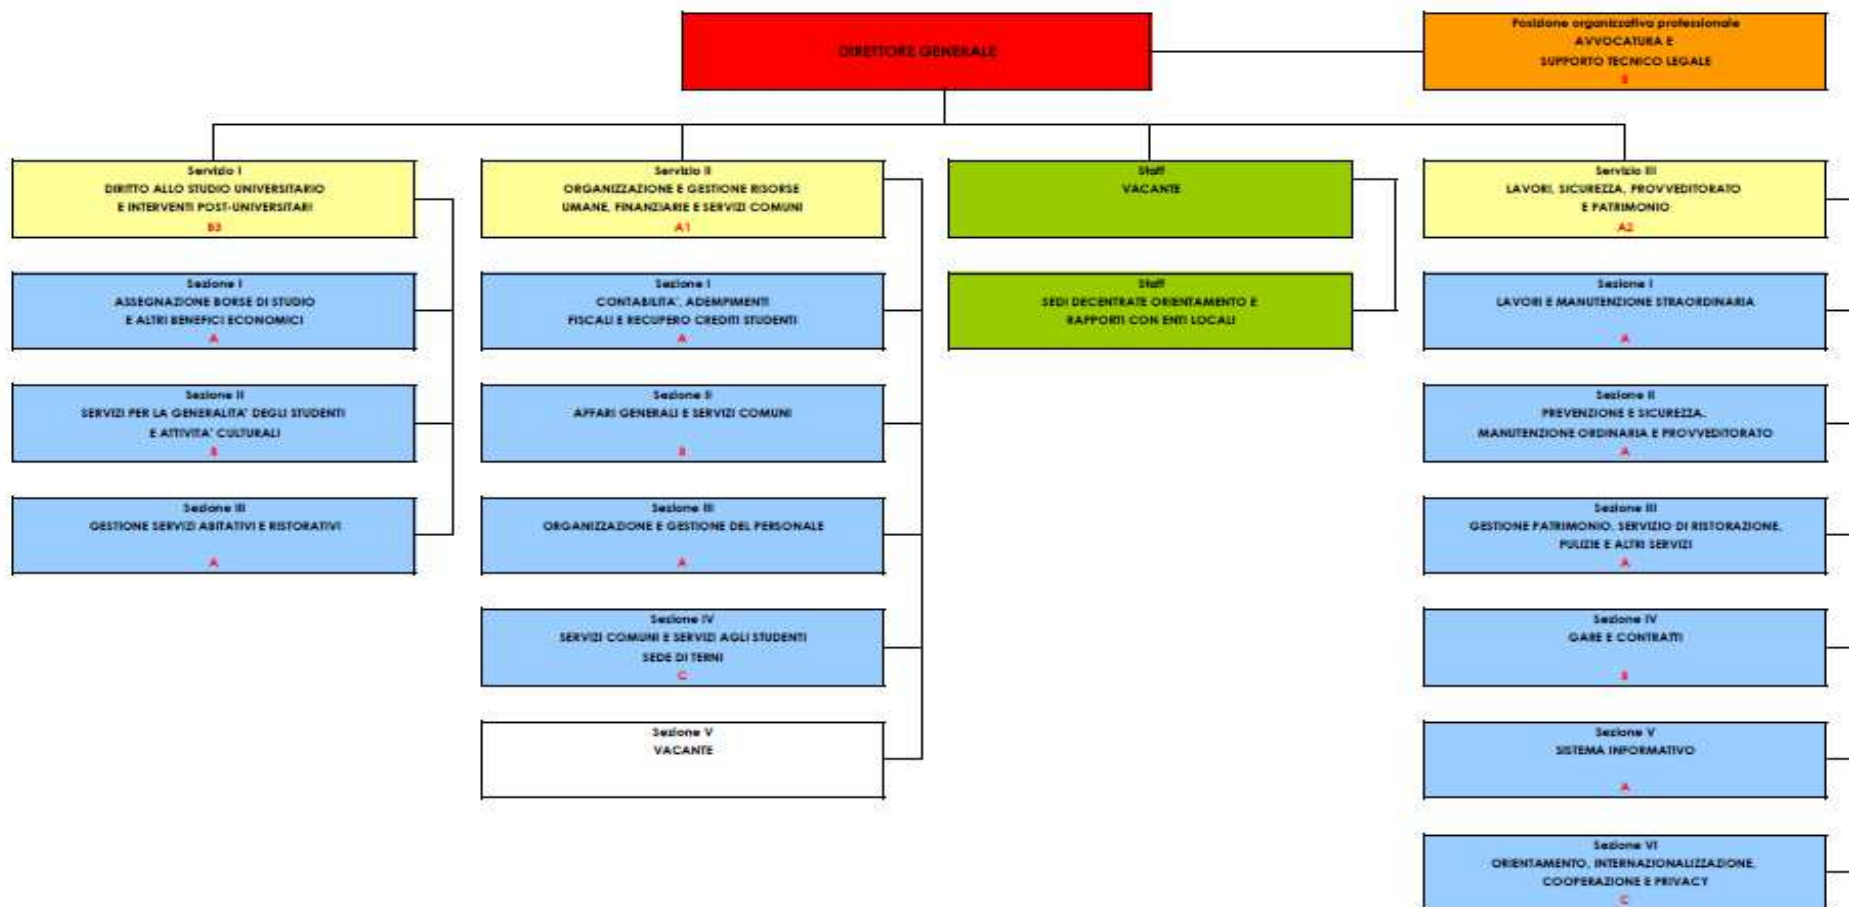 DIRETTORE GENERALE
Posizione organizzativa professionale
AVVOCATURA E
SUPPORTO TECNICO LEGALE
Servizio I
DIRITTO ALLO STUDIO UNIVERSITARIO
E INTERVENTI POST-UNIVERSITARI
B3
Sezione I
ASSEGNAZIONE BORSE DI STUDIO
E ALTRI BENEFICI ECONOMICI
A
Sezione II
SERVIZI PER LA GENERALITA' DEGLI STUDENTI
E ATTIVITA' CULTURALI
B
Sezione III
GESTIONE SERVIZI ABITATIVI E RISTORATIVI
A
Servizio II
ORGANIZZAZIONE E GESTIONE RISORSE
UMANE, FINANZIARIE E SERVIZI COMUNI
A1
Sezione I
CONTABILITA', ADEMPIMENTI
FISCALI E RECUPERO CREDITI STUDENTI
A
Sezione II
AFFARI GENERALI E SERVIZI COMUNI
B
Sezione III
ORGANIZZAZIONE E GESTIONE DEL PERSONALE
A
Sezione IV
SERVIZI COMUNI E SERVIZI AGLI STUDENTI
SEDE DI TERNI
C
Sezione V
VACANTE
Staff
VACANTE
Staff
SEDI DECENTRATE ORIENTAMENTO E
RAPPORTI CON ENTI LOCALI
Servizio III
LAVORI, SICUREZZA, PROVVEDITORATO
E PATRIMONIO
A2
Sezione I
LAVORI E MANUTENZIONE STRAORDINARIA
A
Sezione II
PREVENZIONE E SICUREZZA,
MANUTENZIONE ORDINARIA E PROVVEDITORATO
A
Sezione III
GESTIONE PATRIMONIO, SERVIZIO DI RISTORAZIONE,
PULIZIE E ALTRI SERVIZI
A
Sezione IV
GARE E CONTRATTI
B
Sezione V
SISTEMA INFORMATIVO
A
Sezione VI
ORIENTAMENTO, INTERNAZIONALIZZAZIONE,
COOPERAZIONE E PRIVACY
C